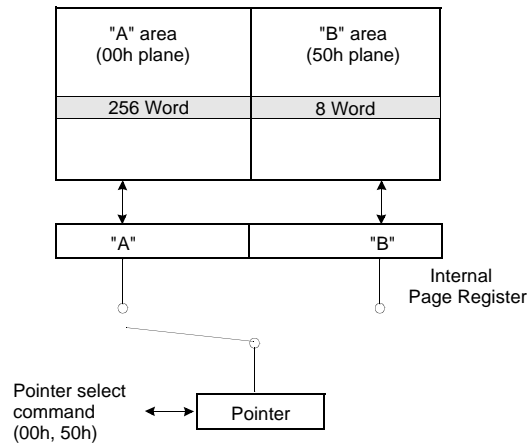 "A" area
(00h plane)
"B" area
(50h plane)
256 Word
8 Word
"A"
"B"
Internal
Page Register
Pointer select
command
(00h, 50h)
Pointer